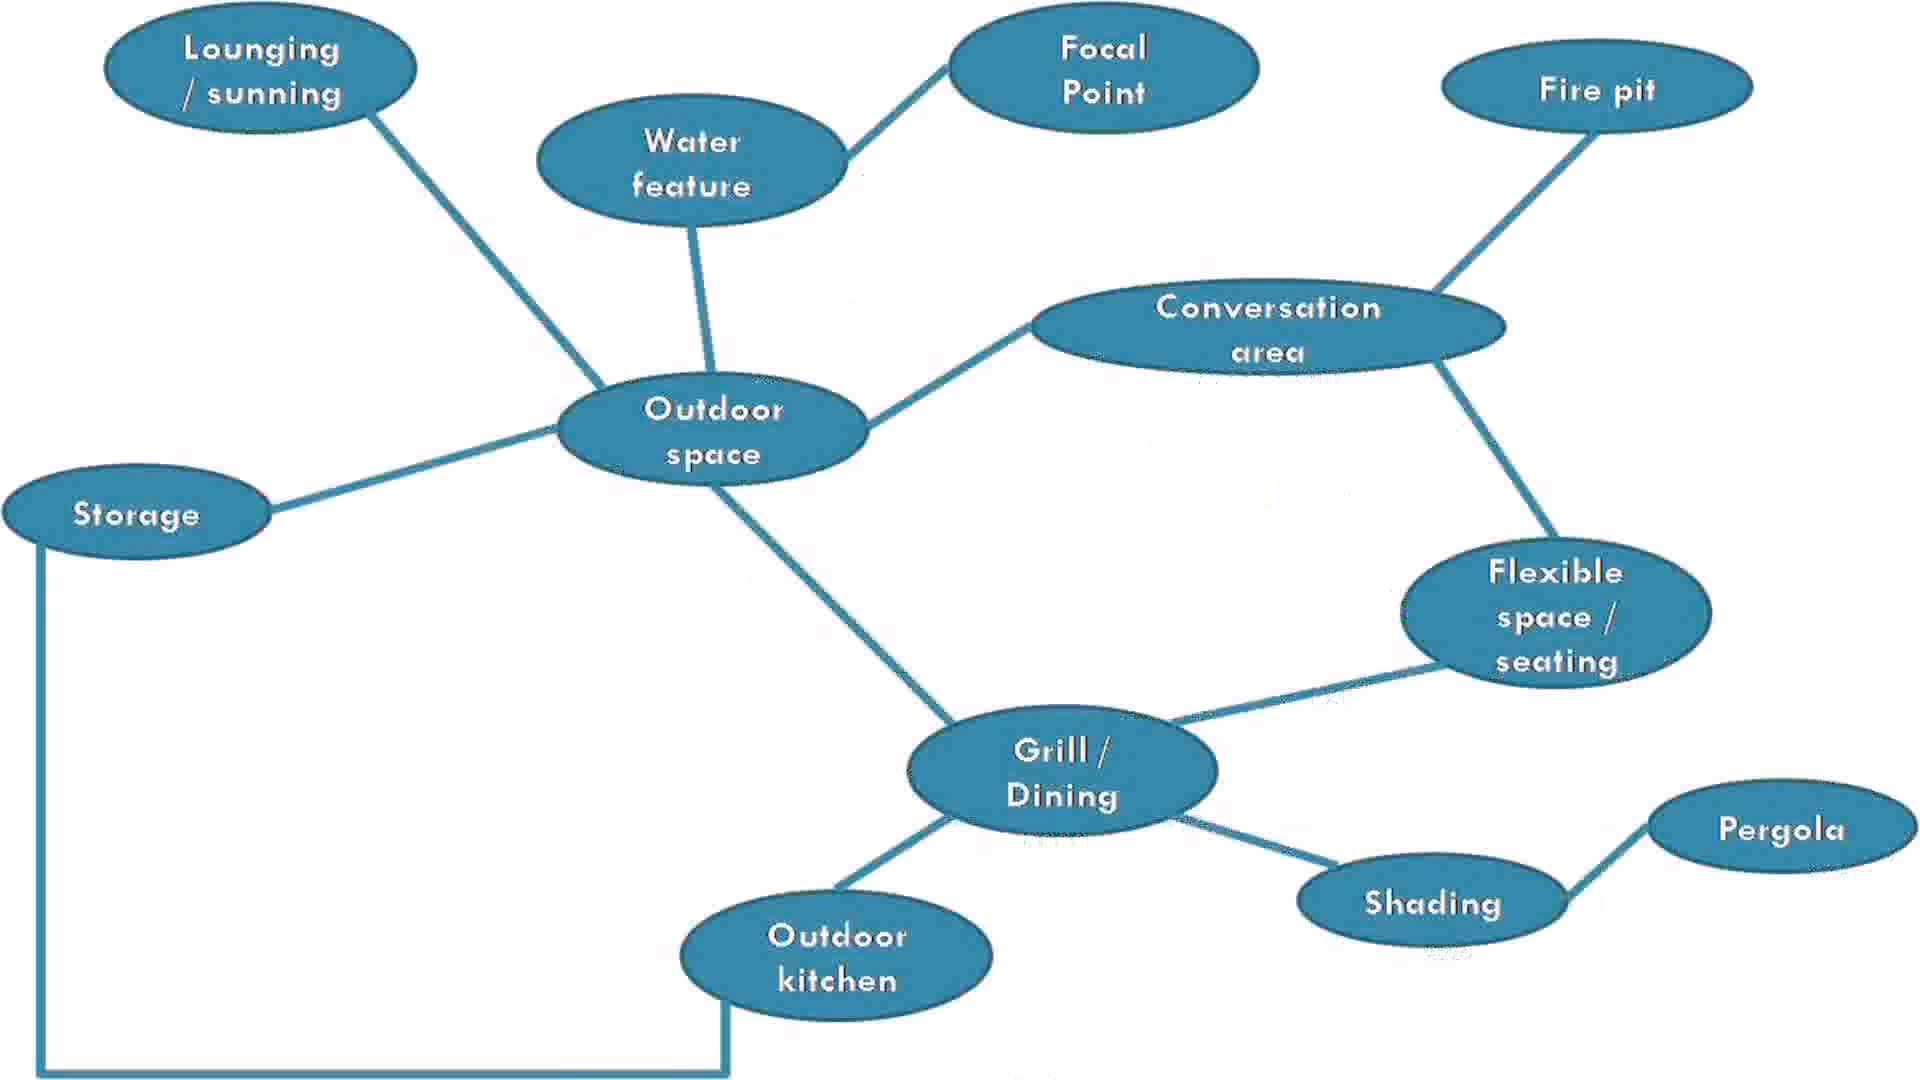 Lounging
/ sunning
Focal
Point
Fire pit
Water
feature
Conversation
area
Outdoor
space
Storage
Flexible
space /
seating
Grill /
Dining
Pergola
Shading
Outdoor
kitchen